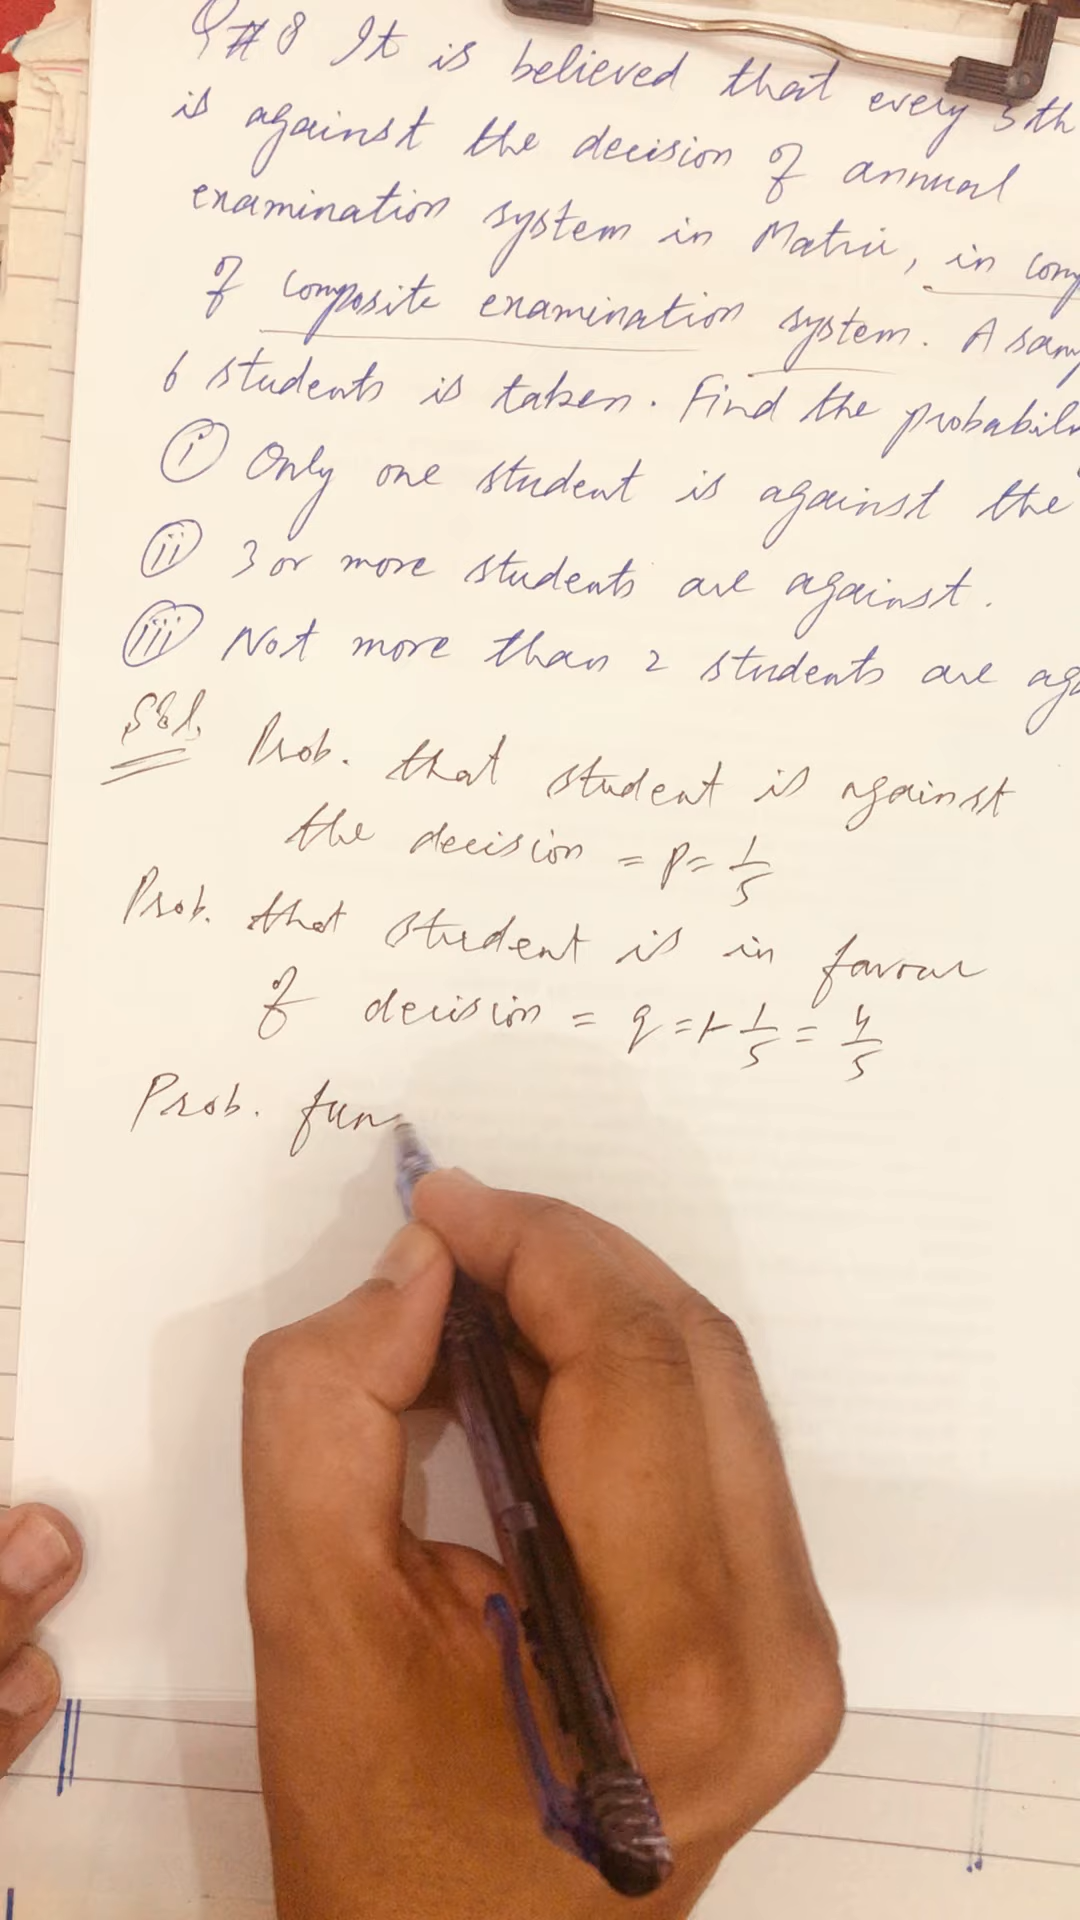 Q#8 It is believed that every 5th
is against the decision of annual
examination system in Matric, in comp
of composite examination system. A sam
6 students is taken. Find the probabil
(i) Only one student is against the
(ii) 3 or more students are against.
(iii) Not more than 2 students are aga
Sol. Prob. that student is against
the decision = p = 1/5
Prob. that student is in favour
of decision = q = 1 - 1/5 = 4/5
Prob. fun